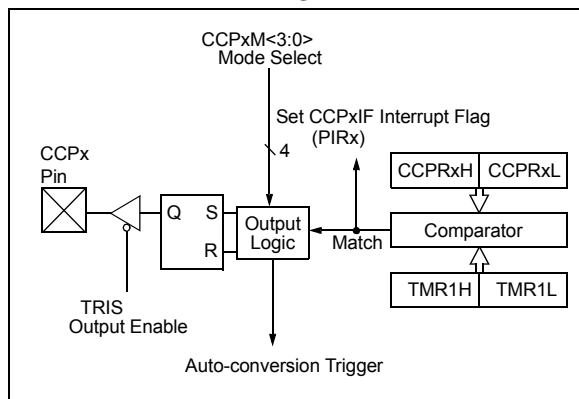 CCPxM<3:0>
Mode Select
Set CCPxIF Interrupt Flag
(PIRx)
4
CCPx
Pin
CCPRxH CCPRxL
Q S
R
Output
Logic
Match
Comparator
TMR1H TMR1L
TRIS
Output Enable
Auto-conversion Trigger